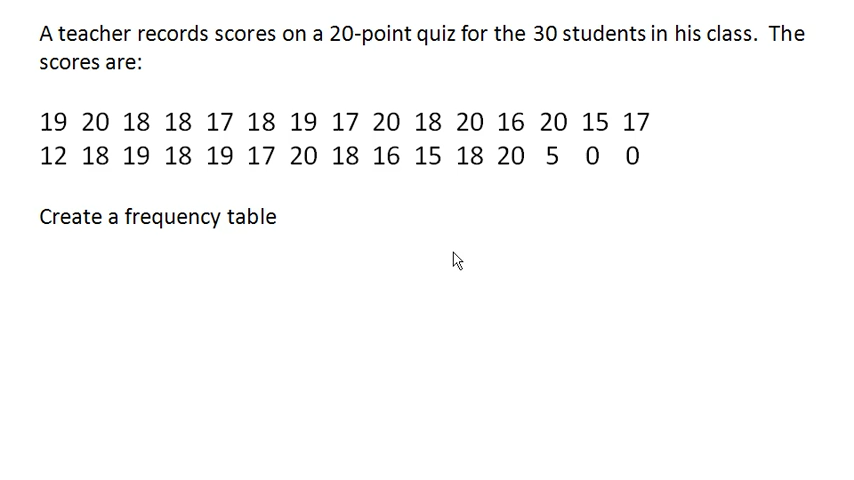 A teacher records scores on a 20-point quiz for the 30 students in his class. The
scores are:
19 20 18 18 17 18 19 17 20 18 20 16 20 15 17
12 18 19 18 19 17 20 18 16 15 18 20 5 0 0
Create a frequency table